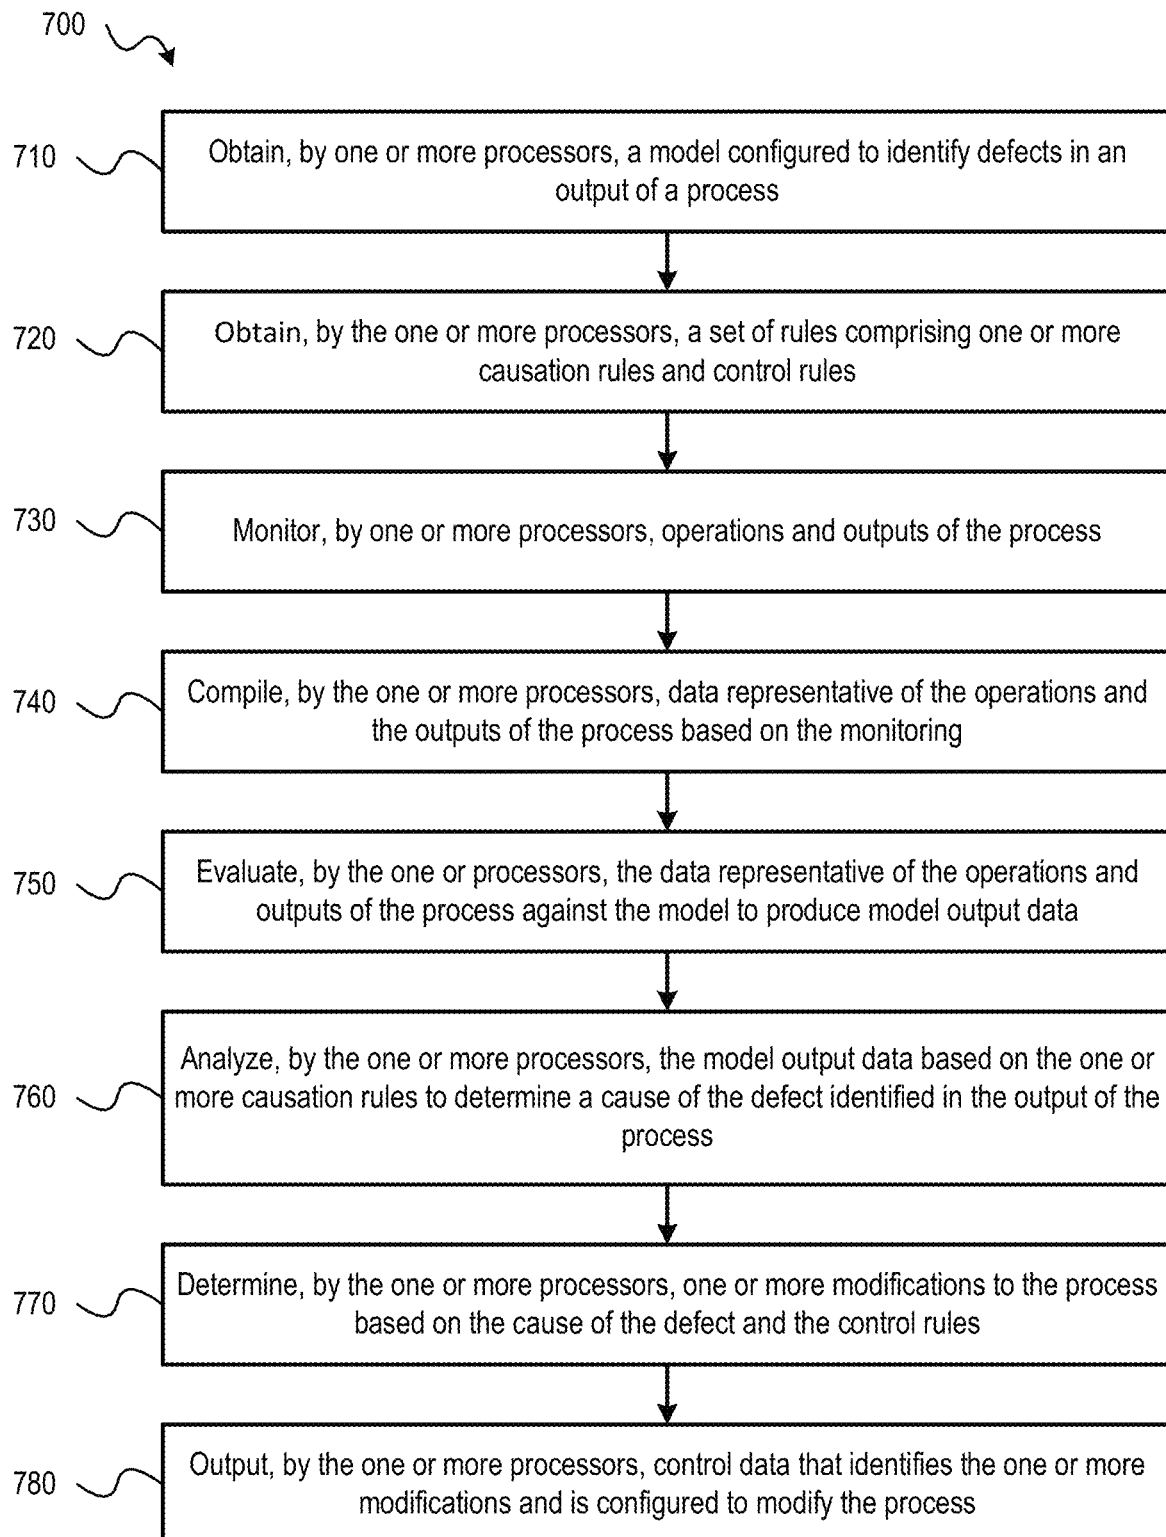 700
710
Obtain, by one or more processors, a model configured to identify defects in an
output of a process
720
Obtain, by the one or more processors, a set of rules comprising one or more
causation rules and control rules
730
Monitor, by one or more processors, operations and outputs of the process
740
Compile, by the one or more processors, data representative of the operations and
the outputs of the process based on the monitoring
750
Evaluate, by the one or processors, the data representative of the operations and
outputs of the process against the model to produce model output data
760
Analyze, by the one or more processors, the model output data based on the one or
more causation rules to determine a cause of the defect identified in the output of the
process
770
Determine, by the one or more processors, one or more modifications to the process
based on the cause of the defect and the control rules
780
Output, by the one or more processors, control data that identifies the one or more
modifications and is configured to modify the process